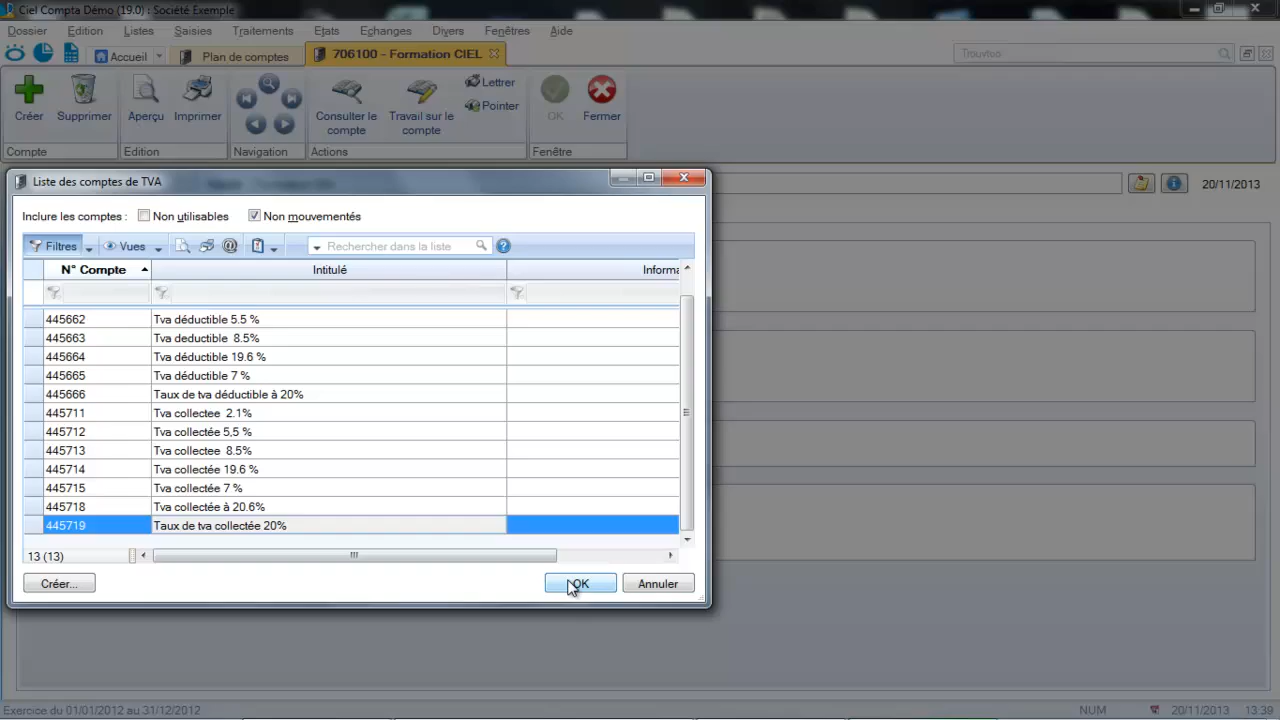 Ciel Compta Démo (19.0) : Société Exemple
Dossier Edition Listes Saisies Traitements Etats Echanges Divers Fenêtres Aide
Accueil Plan de comptes 706100 - Formation CIEL Trouvtoo
Créer Supprimer Aperçu Imprimer Consulter le compte Travail sur le compte Lettrer Pointer OK Fermer
Compte Edition Navigation Actions Fenêtre
Liste des comptes de TVA
20/11/2013
Inclure les comptes : Non utilisables Non mouvementés
Filtres Vues Rechercher dans la liste
N° Compte Intitulé Informa
445662 Tva déductible 5.5 %
445663 Tva deductible 8.5%
445664 Tva déductible 19.6 %
445665 Tva déductible 7 %
445666 Taux de tva déductible à 20%
445711 Tva collectee 2.1%
445712 Tva collectée 5,5 %
445713 Tva collectee 8.5%
445714 Tva collectée 19.6 %
445715 Tva collectée 7 %
445718 Tva collectée à 20.6%
445719 Taux de tva collectée 20%
13 (13)
Créer... OK Annuler
Exercice du 01/01/2012 au 31/12/2012 NUM 20/11/2013 13:39